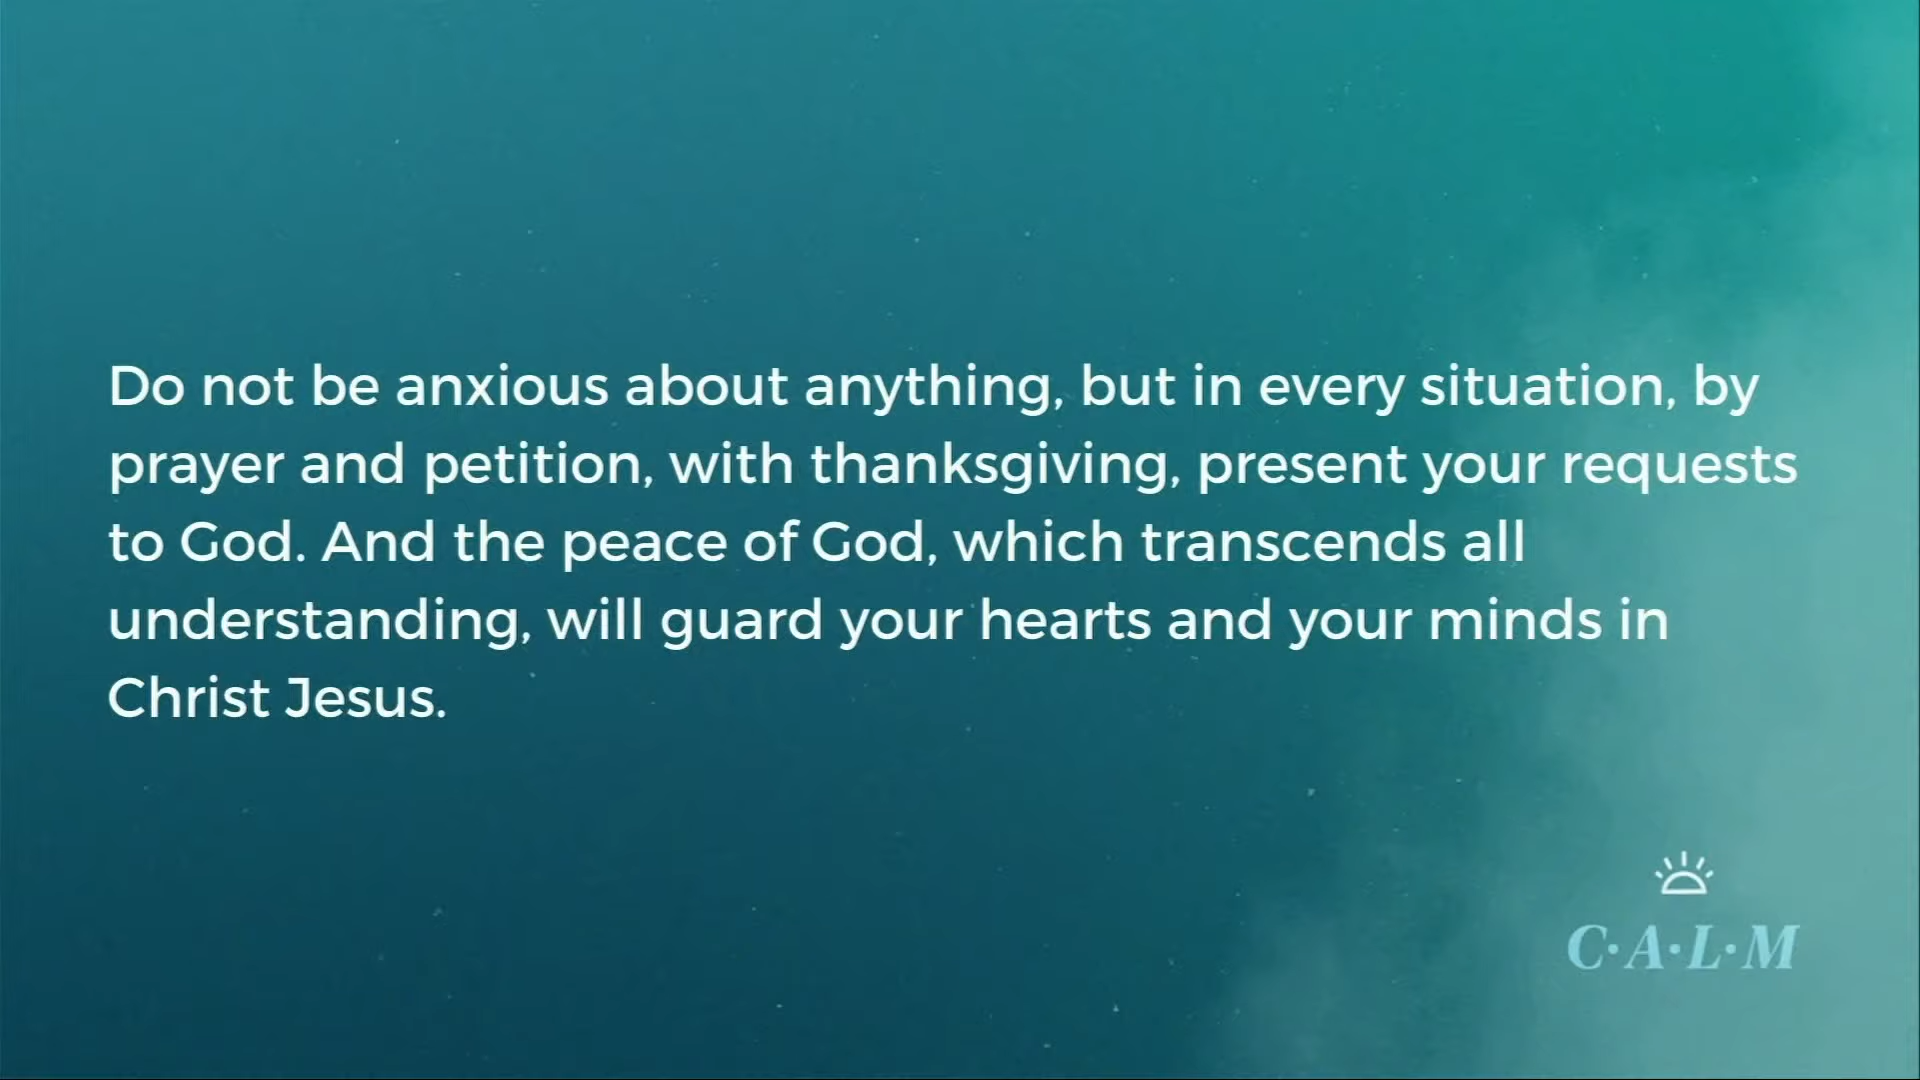 Do not be anxious about anything, but in every situation, by
prayer and petition, with thanksgiving, present your requests
to God. And the peace of God, which transcends all
understanding, will guard your hearts and your minds in
Christ Jesus.
C·A·L·M